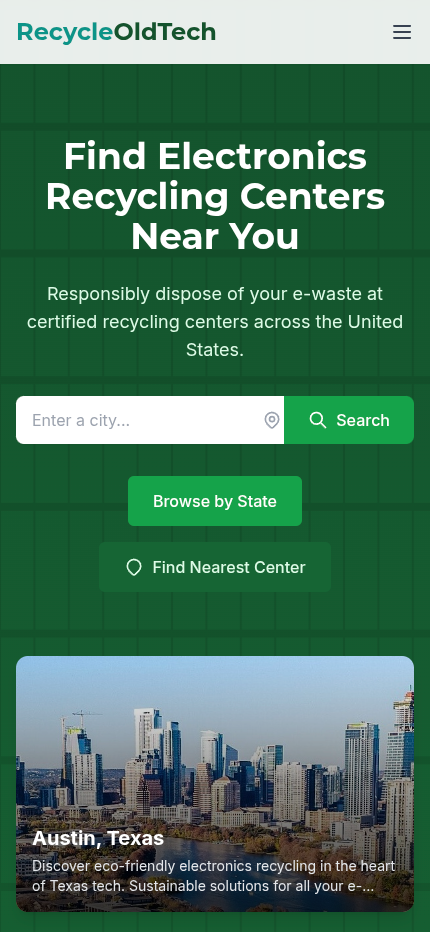 RecycleOldTech
Find Electronics
Recycling Centers
Near You
Responsibly dispose of your e-waste at
certified recycling centers across the United
States.
Enter a city...
Search
Browse by State
Find Nearest Center
Austin, Texas
Discover eco-friendly electronics recycling in the heart
of Texas tech. Sustainable solutions for all your e-...